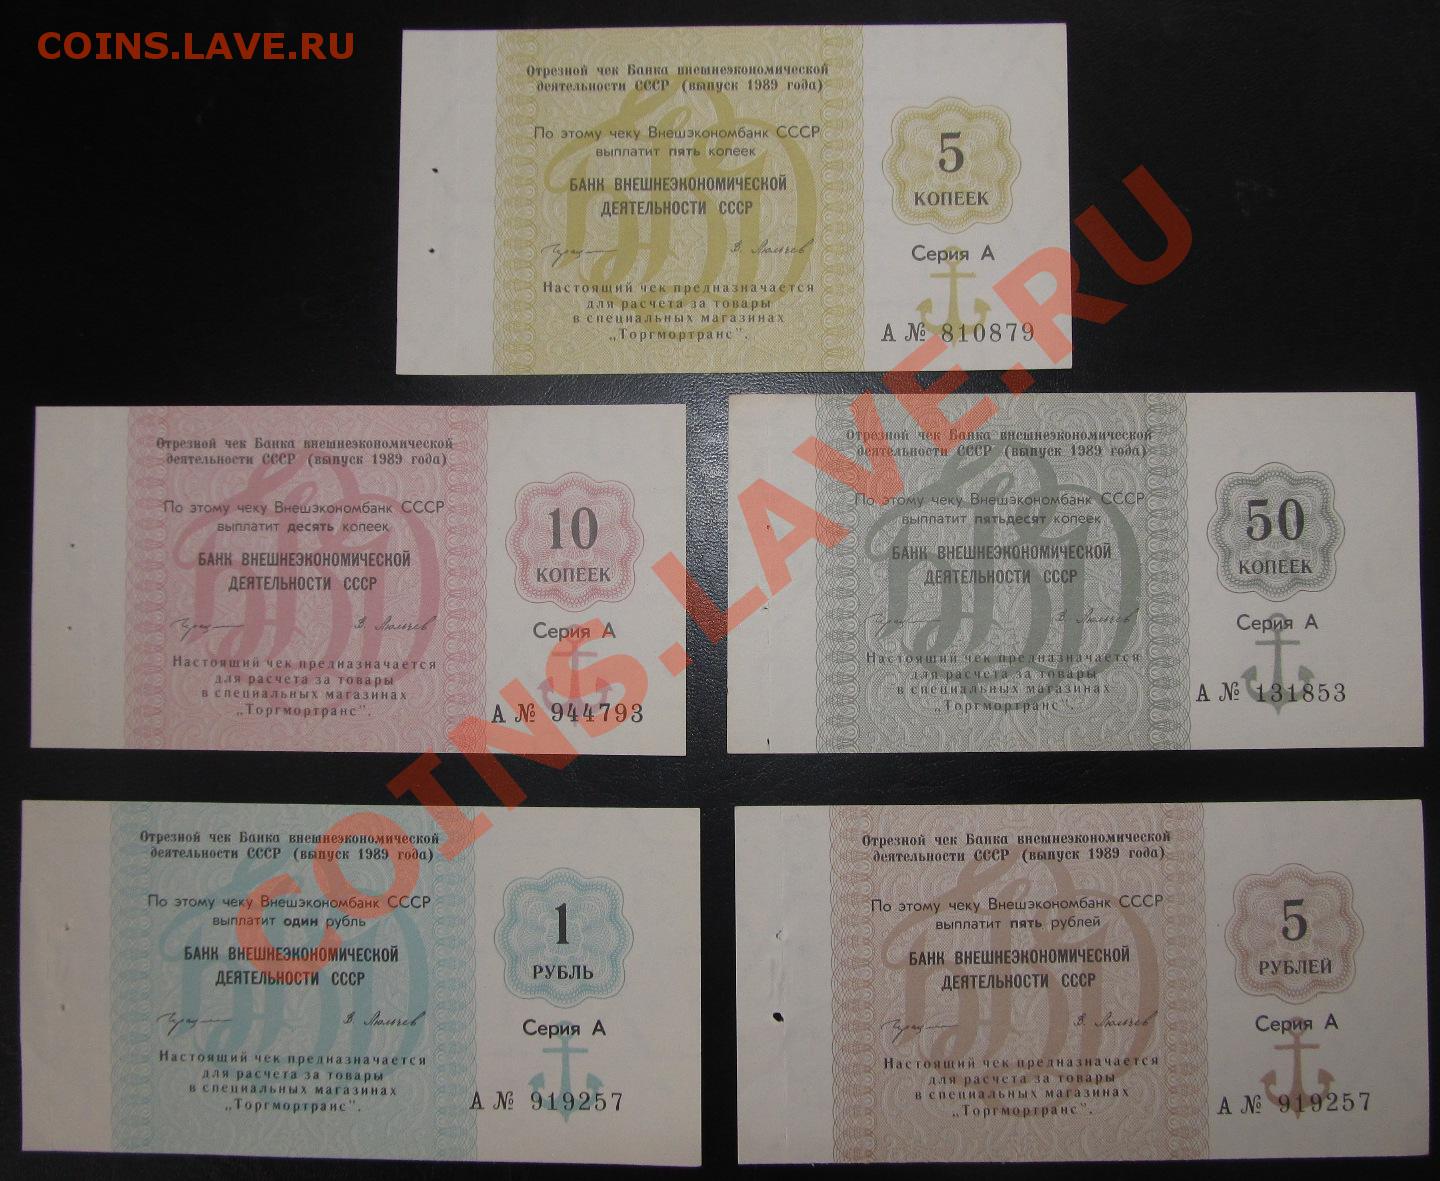 COINS.LAVE.RU
Отрезной чек Банка внешнеэкономической
деятельности СССР (выпуск 1989 года)
По этому чеку Внешэкономбанк СССР
выплатит пять копеек
БАНК ВНЕШНЕЭКОНОМИЧЕСКОЙ
ДЕЯТЕЛЬНОСТИ СССР
Настоящий чек предназначается
для расчета за товары
в специальных магазинах
„Торгмортранс".
5
КОПЕЕК
Серия А
А № 810879
Отрезной чек Банка внешнеэкономической
деятельности СССР (выпуск 1989 года)
По этому чеку Внешэкономбанк СССР
выплатит десять копеек
БАНК ВНЕШНЕЭКОНОМИЧЕСКОЙ
ДЕЯТЕЛЬНОСТИ СССР
Настоящий чек предназначается
для расчета за товары
в специальных магазинах
„Торгмортранс".
10
КОПЕЕК
Серия А
А № 944793
Отрезной чек Банка внешнеэкономической
деятельности СССР (выпуск 1989 года)
По этому чеку Внешэкономбанк СССР
выплатит пятьдесят копеек
БАНК ВНЕШНЕЭКОНОМИЧЕСКОЙ
ДЕЯТЕЛЬНОСТИ СССР
Настоящий чек предназначается
для расчета за товары
в специальных магазинах
„Торгмортранс".
50
КОПЕЕК
Серия А
А № 131853
Отрезной чек Банка внешнеэкономической
деятельности СССР (выпуск 1989 года)
По этому чеку Внешэкономбанк СССР
выплатит один рубль
БАНК ВНЕШНЕЭКОНОМИЧЕСКОЙ
ДЕЯТЕЛЬНОСТИ СССР
Настоящий чек предназначается
для расчета за товары
в специальных магазинах
„Торгмортранс".
1
РУБЛЬ
Серия А
А № 919257
Отрезной чек Банка внешнеэкономической
деятельности СССР (выпуск 1989 года)
По этому чеку Внешэкономбанк СССР
выплатит пять рублей
БАНК ВНЕШНЕЭКОНОМИЧЕСКОЙ
ДЕЯТЕЛЬНОСТИ СССР
Настоящий чек предназначается
для расчета за товары
в специальных магазинах
„Торгмортранс".
5
РУБЛЕЙ
Серия А
А № 919257
COINS.LAVE.RU